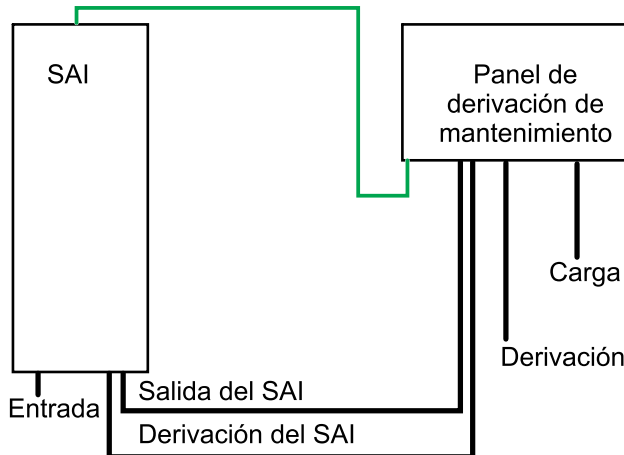 SAI
Panel de
derivación de
mantenimiento
Carga
Derivación
Entrada
Salida del SAI
Derivación del SAI